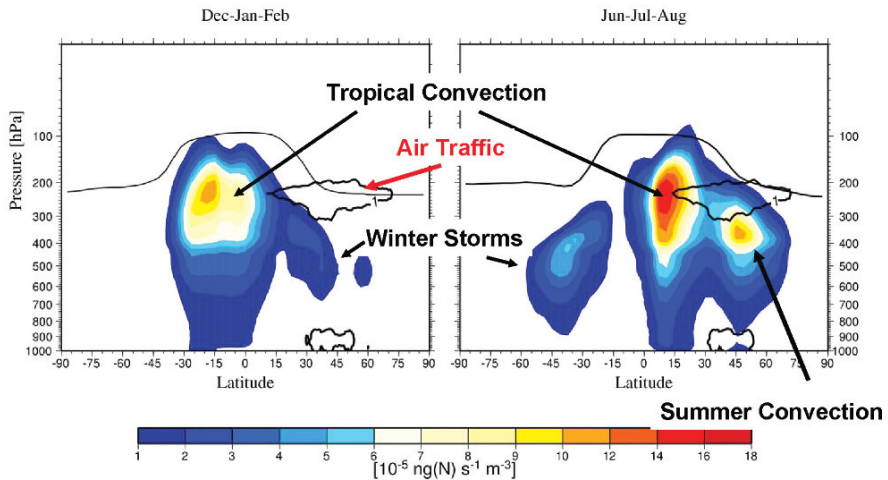 Dec-Jan-Feb
Jun-Jul-Aug
Tropical Convection
Air Traffic
Winter Storms
Summer Convection
Pressure [hPa]
100
200
300
400
500
600
700
800
900
1000
1
-90 -75 -60 -45 -30 -15 0 15 30 45 60 75 90
Latitude
1
100
200
300
400
500
600
700
800
900
1000
-90 -75 -60 -45 -30 -15 0 15 30 45 60 75 90
Latitude
1 2 3 4 5 6 7 8 9 10 12 14 16 18
[10⁻⁵ ng(N) s⁻¹ m⁻³]